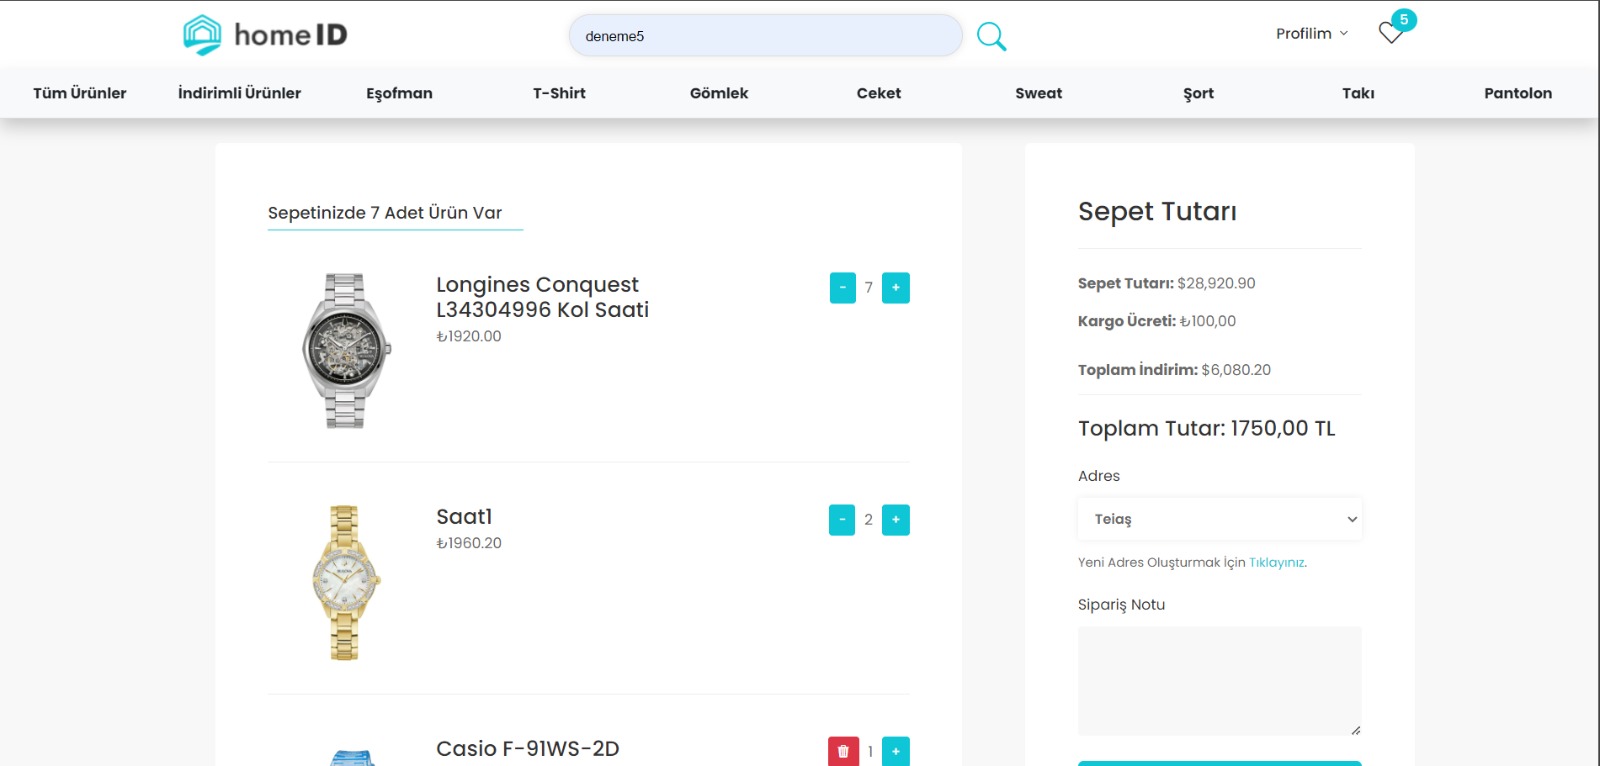 home ID
deneme5
Profilim
5
Tüm Ürünler
İndirimli Ürünler
Eşofman
T-Shirt
Gömlek
Ceket
Sweat
Şort
Takı
Pantolon
Sepetinizde 7 Adet Ürün Var
Longines Conquest
L34304996 Kol Saati
₺1920.00
- 7 +
Saat1
₺1960.20
- 2 +
Casio F-91WS-2D
1 +
Sepet Tutarı
Sepet Tutarı: $28,920.90
Kargo Ücreti: ₺100,00
Toplam İndirim: $6,080.20
Toplam Tutar: 1750,00 TL
Adres
Teiaş
Yeni Adres Oluşturmak İçin Tıklayınız.
Sipariş Notu